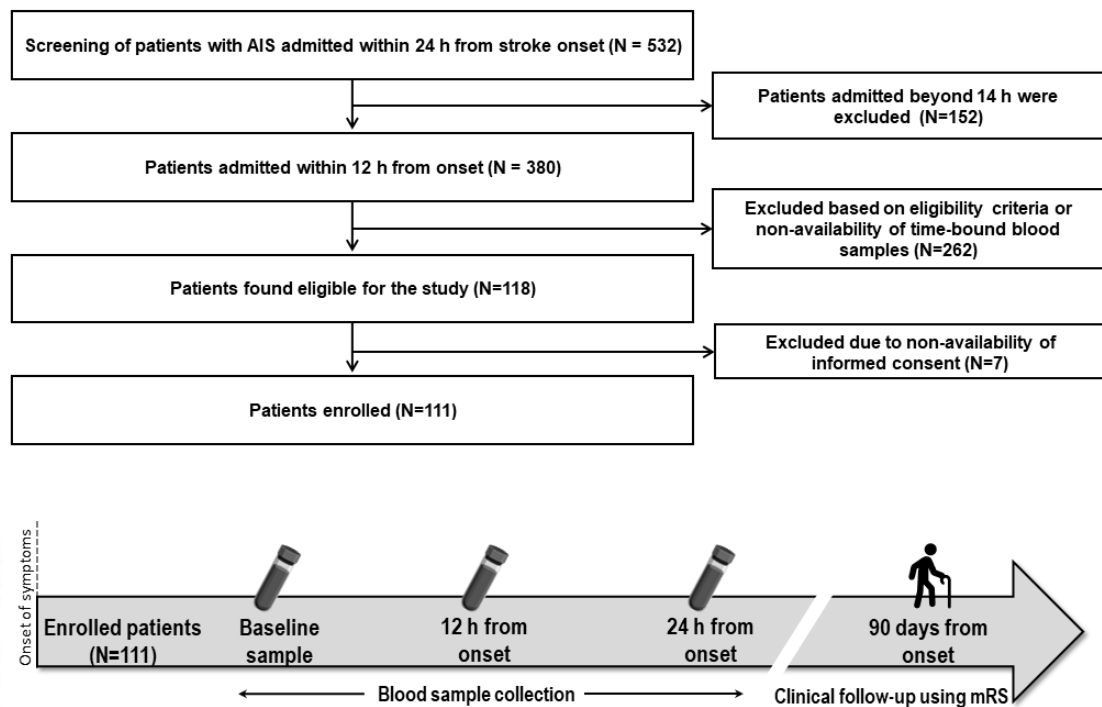 Screening of patients with AIS admitted within 24 h from stroke onset (N = 532)
Patients admitted beyond 14 h were
excluded (N=152)
Patients admitted within 12 h from onset (N = 380)
Excluded based on eligibility criteria or
non-availability of time-bound blood
samples (N=262)
Patients found eligible for the study (N=118)
Excluded due to non-availability of
informed consent (N=7)
Patients enrolled (N=111)
Onset of symptoms
Enrolled patients
(N=111)
Baseline
sample
12 h from
onset
24 h from
onset
90 days from
onset
Blood sample collection
Clinical follow-up using mRS